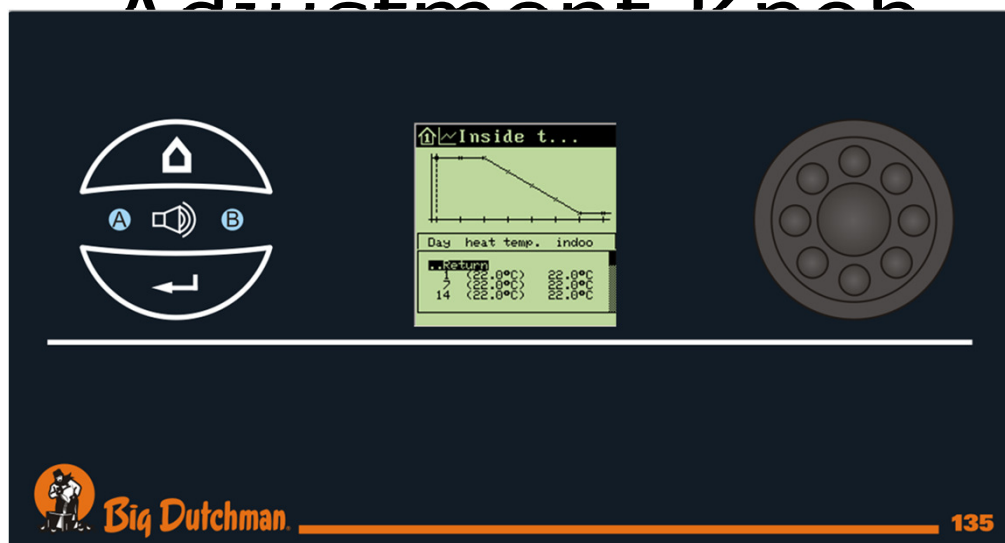 Adjustment Knob
A
B
1
Inside t...
Day heat temp. indoo
..Return
1 (22.0°C) 22.0°C
7 (22.0°C) 22.0°C
14 (22.0°C) 22.0°C
Big Dutchman.
135